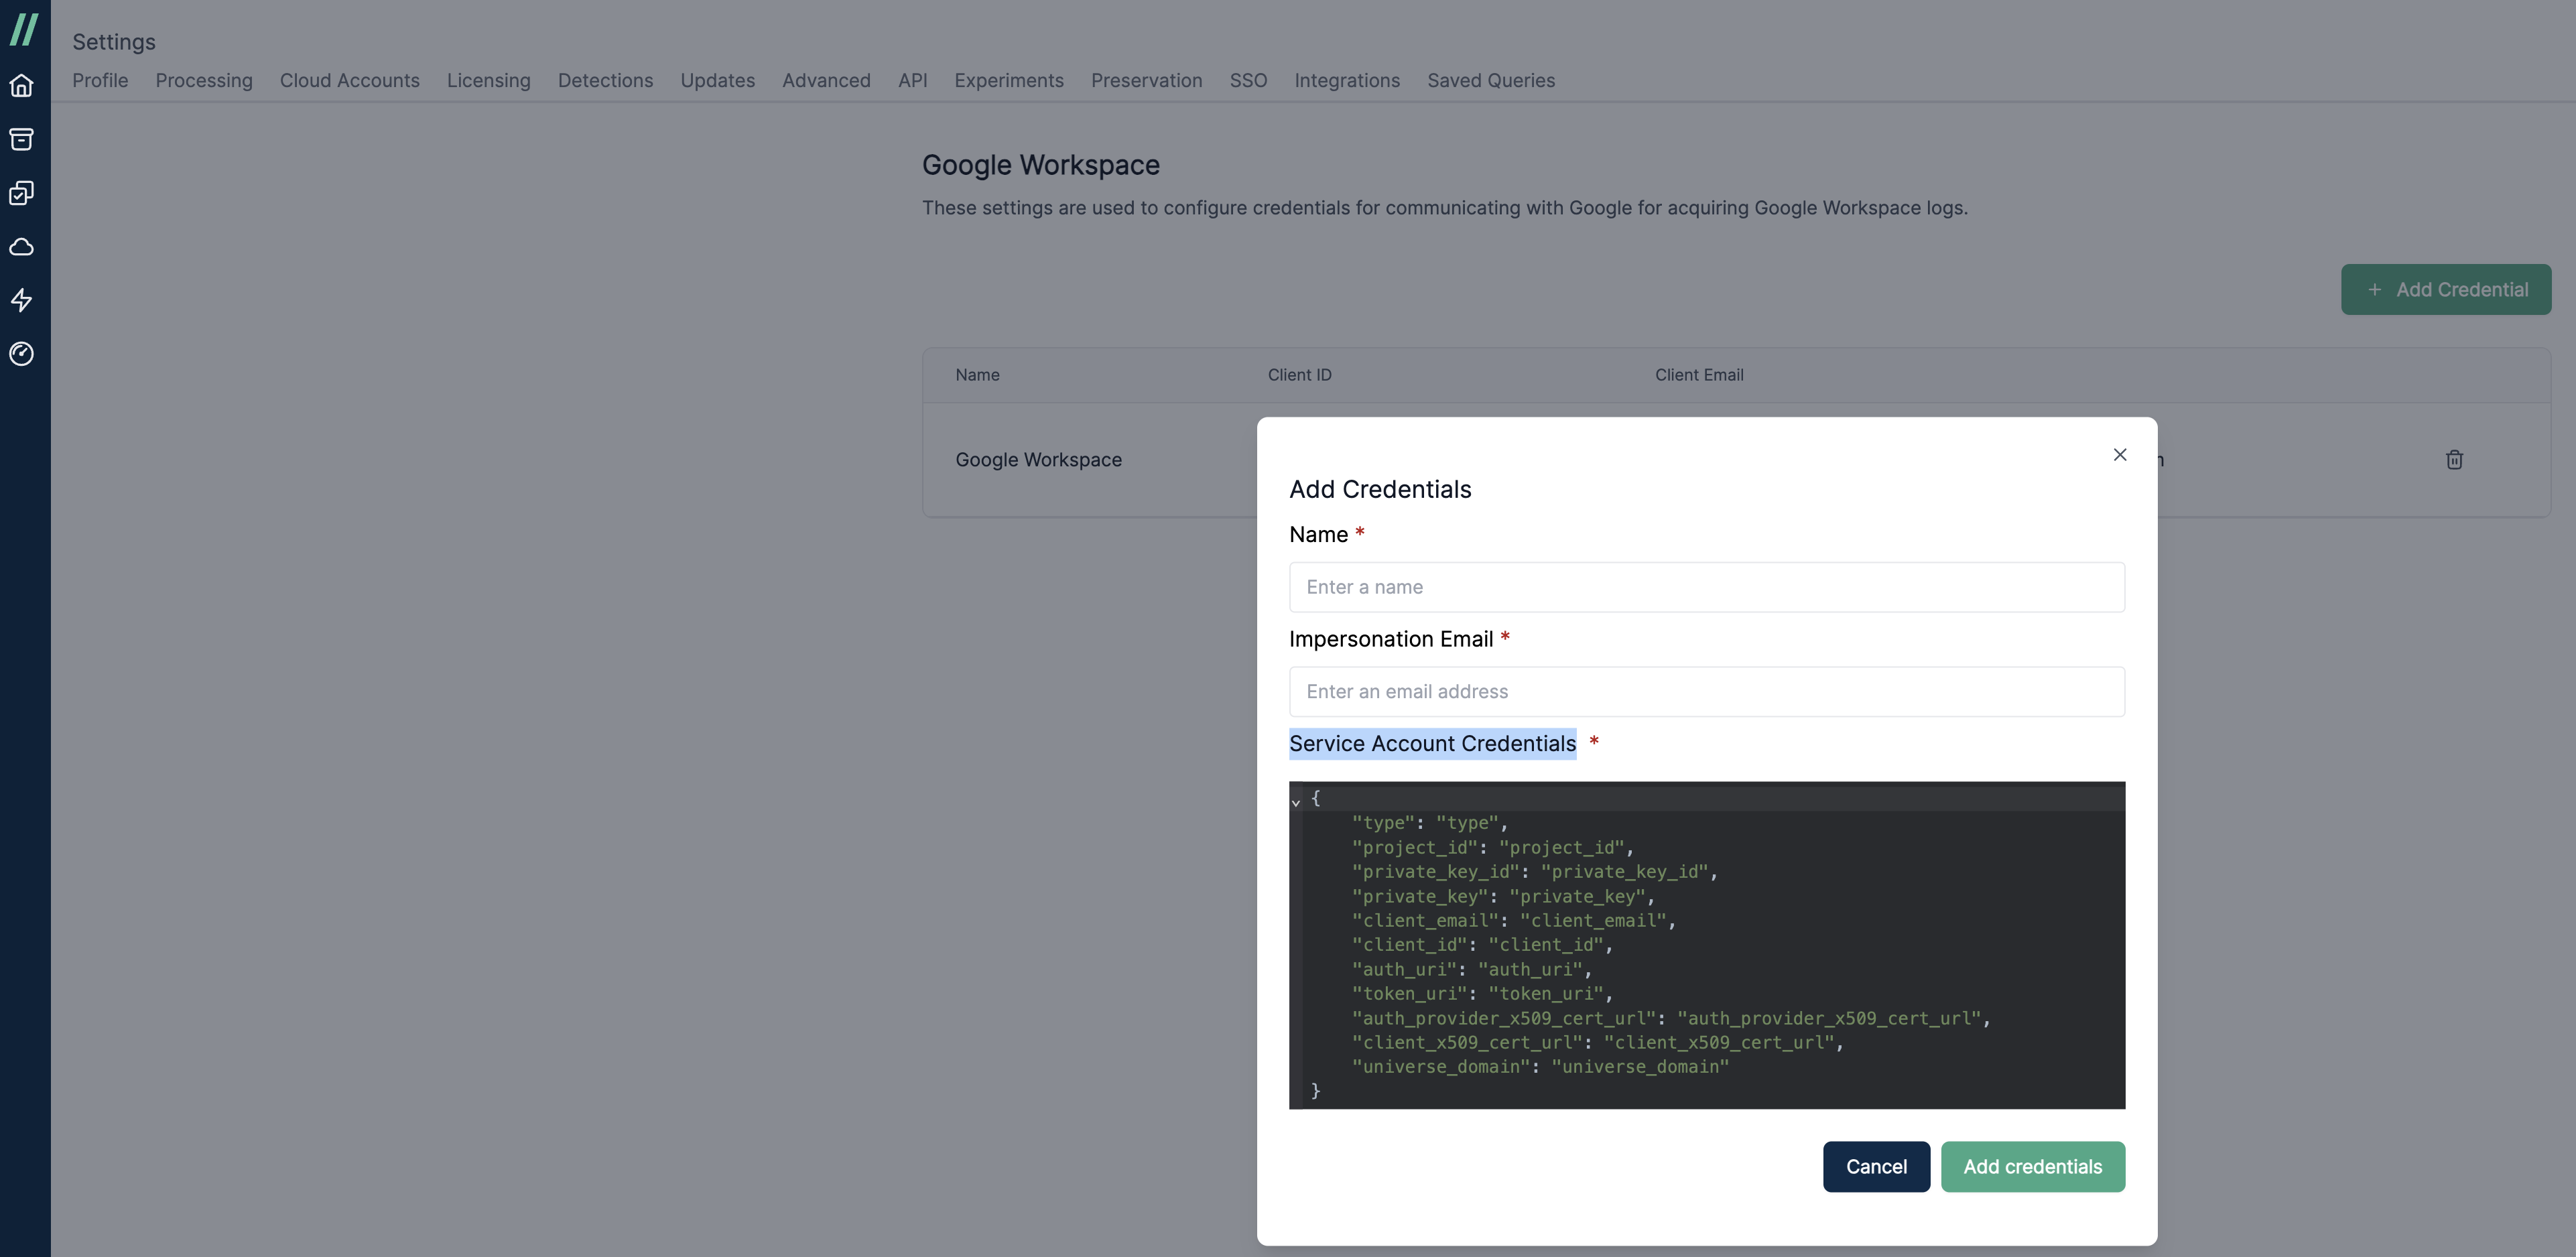 Settings
Profile Processing Cloud Accounts Licensing Detections Updates Advanced API Experiments Preservation SSO Integrations Saved Queries
Google Workspace
These settings are used to configure credentials for communicating with Google for acquiring Google Workspace logs.
+ Add Credential
Name Client ID Client Email
Google Workspace
Add Credentials
Name *
Enter a name
Impersonation Email *
Enter an email address
Service Account Credentials *
{
"type": "type",
"project_id": "project_id",
"private_key_id": "private_key_id",
"private_key": "private_key",
"client_email": "client_email",
"client_id": "client_id",
"auth_uri": "auth_uri",
"token_uri": "token_uri",
"auth_provider_x509_cert_url": "auth_provider_x509_cert_url",
"client_x509_cert_url": "client_x509_cert_url",
"universe_domain": "universe_domain"
}
Cancel Add credentials